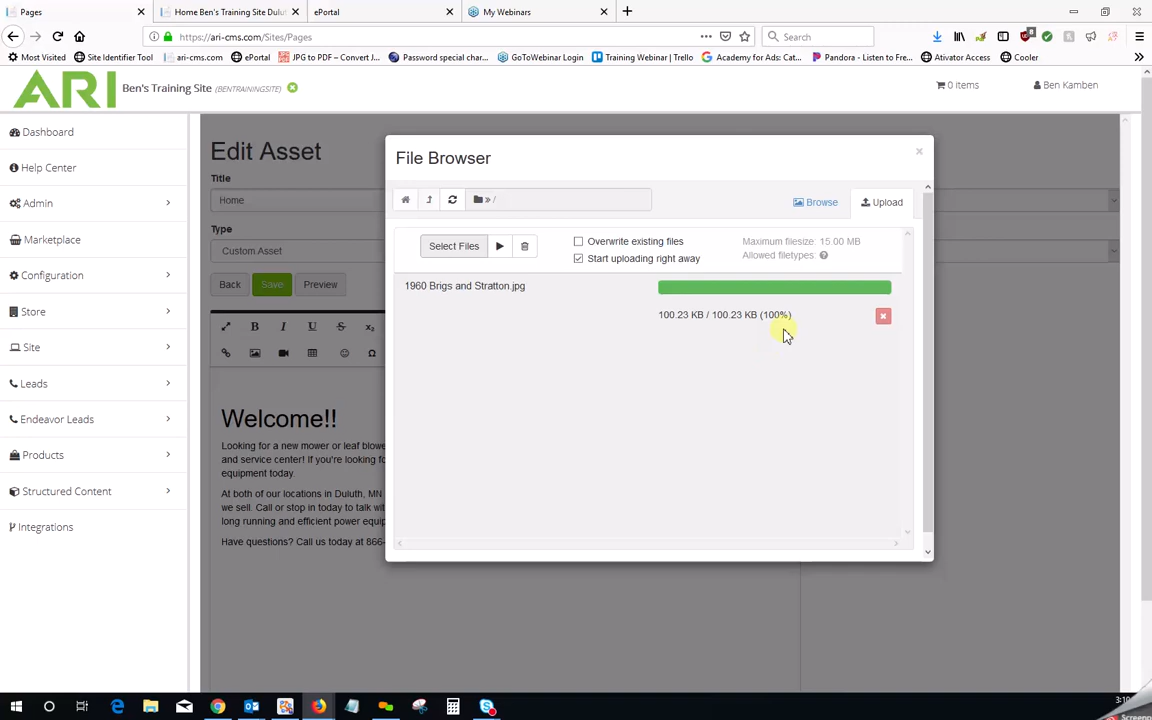 Pages
Home Ben's Training Site Dulut
ePortal
My Webinars
https://ari-cms.com/Sites/Pages
Search
8
Most Visited
Site Identifier Tool
ari-cms.com
ePortal
JPG to PDF – Convert J...
Password special char...
GoToWebinar Login
Training Webinar | Trello
Academy for Ads: Cat...
Pandora - Listen to Fre...
Ativator Access
Cooler
ARI
Ben's Training Site (BENTRAININGSITE)
0 items
Ben Kamben
Dashboard
Help Center
Admin
Marketplace
Configuration
Store
Site
Leads
Endeavor Leads
Products
Structured Content
Integrations
Edit Asset
Title
Home
Type
Custom Asset
Back
Save
Preview
B I U S x₂
Ω
Welcome!!
Looking for a new mower or leaf blowe
and service center! If you're looking fo
equipment today.
At both of our locations in Duluth, MN
we sell. Call or stop in today to talk wit
long running and efficient power equip
Have questions? Call us today at 866-
File Browser
» /
Browse
Upload
Select Files
Overwrite existing files
Start uploading right away
Maximum filesize: 15.00 MB
Allowed filetypes:
1960 Brigs and Stratton.jpg
100.23 KB / 100.23 KB (100%)